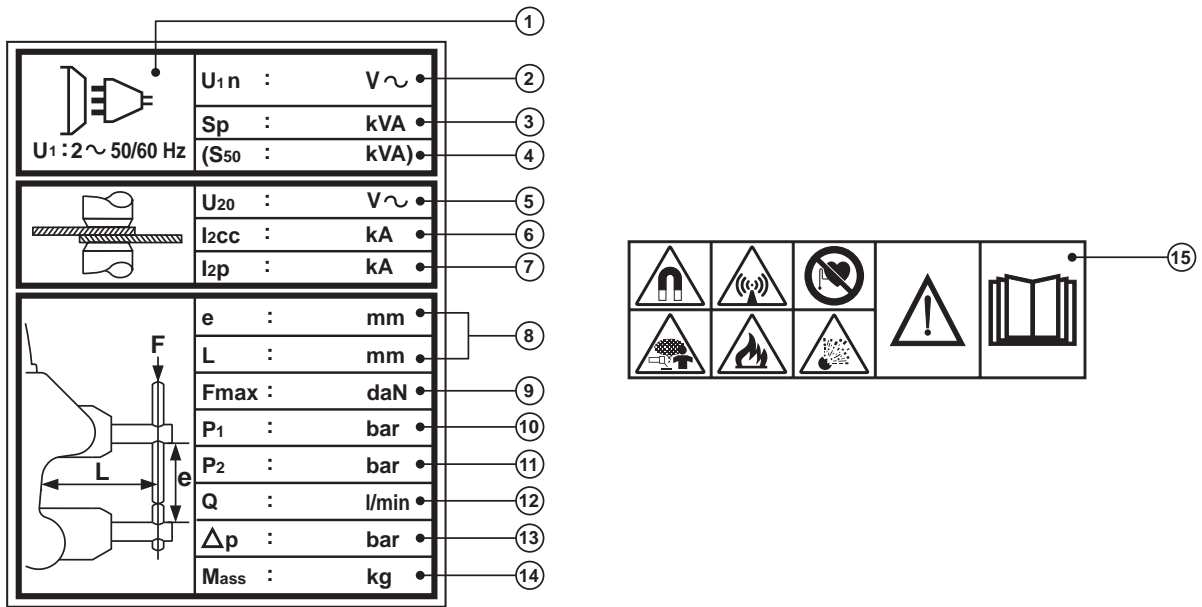 1
U1n : V~ 2
Sp : kVA 3
U1 : 2~ 50/60 Hz
(S50 : kVA) 4
U20 : V~ 5
I2cc : kA 6
I2p : kA 7
e : mm
8
L : mm
F
Fmax : daN 9
P1 : bar 10
P2 : bar 11
L
e
Q : l/min 12
△p : bar 13
Mass : kg 14
!
15